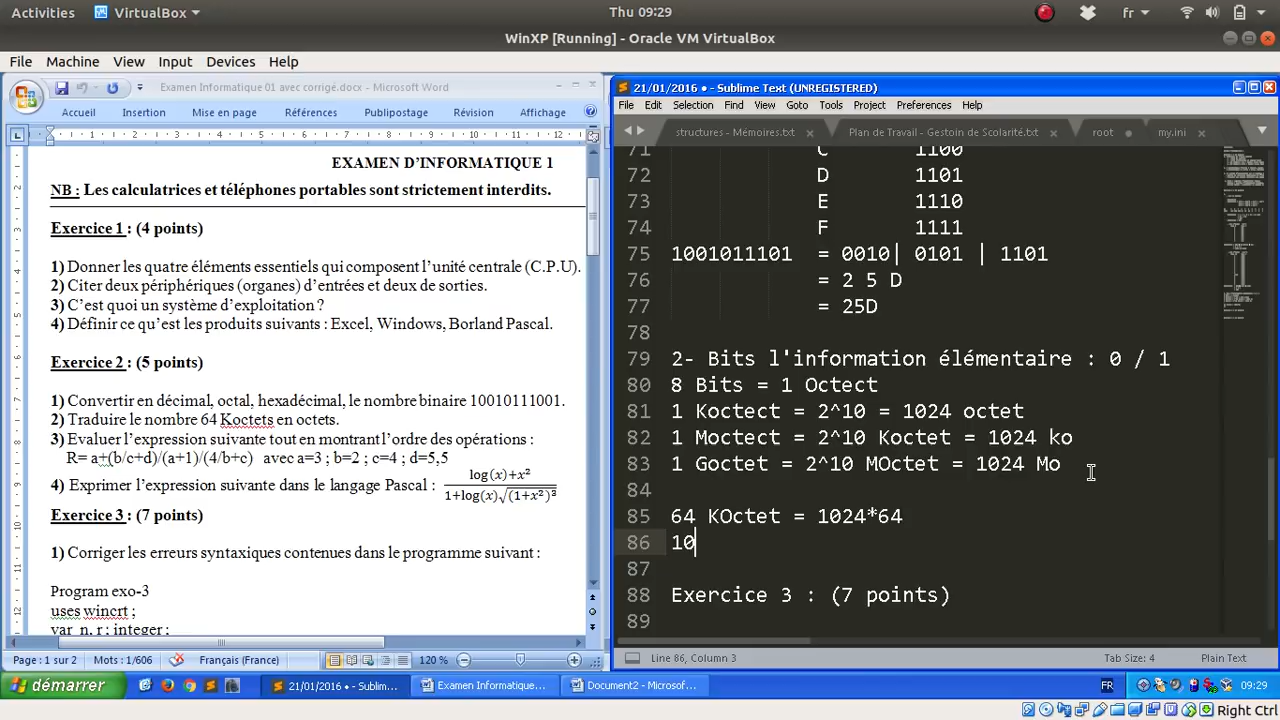 Activities VirtualBox Thu 09:29 fr
WinXP [Running] - Oracle VM VirtualBox
File Machine View Input Devices Help
Examen Informatique 01 avec corrigé.docx - Microsoft Word
Accueil Insertion Mise en page Références Publipostage Révision Affichage
EXAMEN D'INFORMATIQUE 1
NB : Les calculatrices et téléphones portables sont strictement interdits.
Exercice 1 : (4 points)
1) Donner les quatre éléments essentiels qui composent l'unité centrale (C.P.U).
2) Citer deux périphériques (organes) d'entrées et deux de sorties.
3) C'est quoi un système d'exploitation ?
4) Définir ce qu'est les produits suivants : Excel, Windows, Borland Pascal.
Exercice 2 : (5 points)
1) Convertir en décimal, octal, hexadécimal, le nombre binaire 10010111001.
2) Traduire le nombre 64 Koctets en octets.
3) Evaluer l'expression suivante tout en montrant l'ordre des opérations :
R= a+(b/c+d)/(a+1)/(4/b+c) avec a=3 ; b=2 ; c=4 ; d=5,5
4) Exprimer l'expression suivante dans le langage Pascal : log(x)+x²
1+log(x)√(1+x²)³
Exercice 3 : (7 points)
1) Corriger les erreurs syntaxiques contenues dans le programme suivant :
Program exo-3
uses wincrt ;
var n, r : integer ;
Page : 1 sur 2 Mots : 1/606 Français (France) 120 %
21/01/2016 • - Sublime Text (UNREGISTERED)
File Edit Selection Find View Goto Tools Project Preferences Help
structures - Mémoires.txt Plan de Travail - Gestoin de Scolarité.txt root my.ini
71 C 1100
72 D 1101
73 E 1110
74 F 1111
75 1001011101 = 0010| 0101 | 1101
76 = 2 5 D
77 = 25D
78
79 2- Bits l'information élémentaire : 0 / 1
80 8 Bits = 1 Octect
81 1 Koctect = 2^10 = 1024 octet
82 1 Moctect = 2^10 Koctet = 1024 ko
83 1 Goctet = 2^10 MOctet = 1024 Mo
84
85 64 KOctet = 1024*64
86 10
87
88 Exercice 3 : (7 points)
89
Line 86, Column 3 Tab Size: 4 Plain Text
démarrer 21/01/2016 • - Sublim... Examen Informatique... Document2 - Microsof... FR 09:29
Right Ctrl